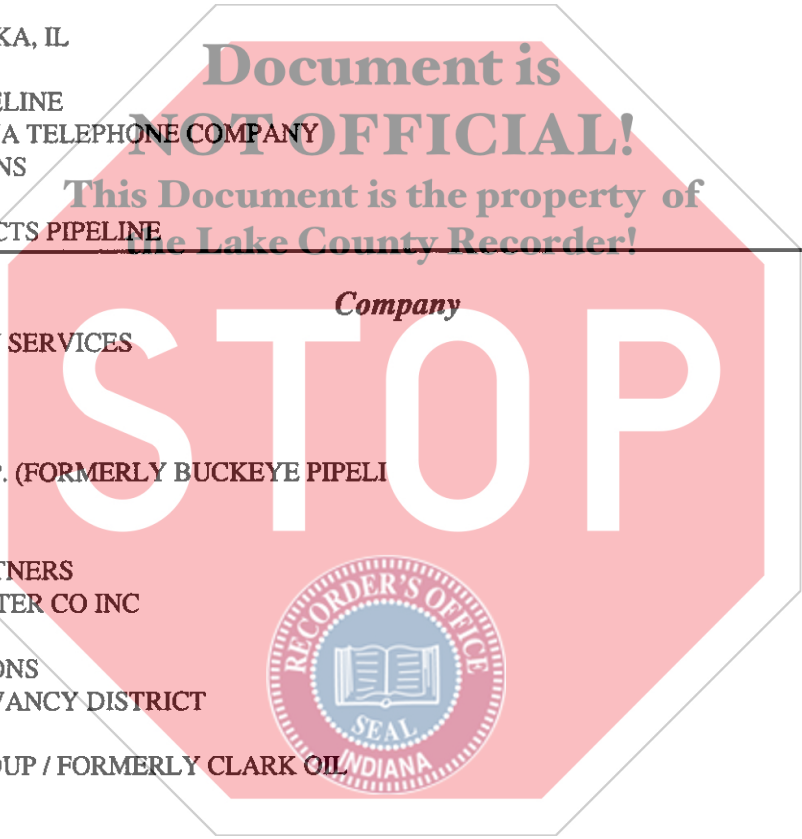 KA, IL
Document is
ELINE
A TELEPHONE COMPANY
NOT OFFICIAL!
NS
This Document is the property of
CTS PIPELINE
the Lake County Recorder!
Company
SERVICES
STOP
. (FORMERLY BUCKEYE PIPELI
TNERS
TER CO INC
RECORDER'S OFFICE
ONS
VANCY DISTRICT
SEAL
INDIANA
OUP / FORMERLY CLARK OIL